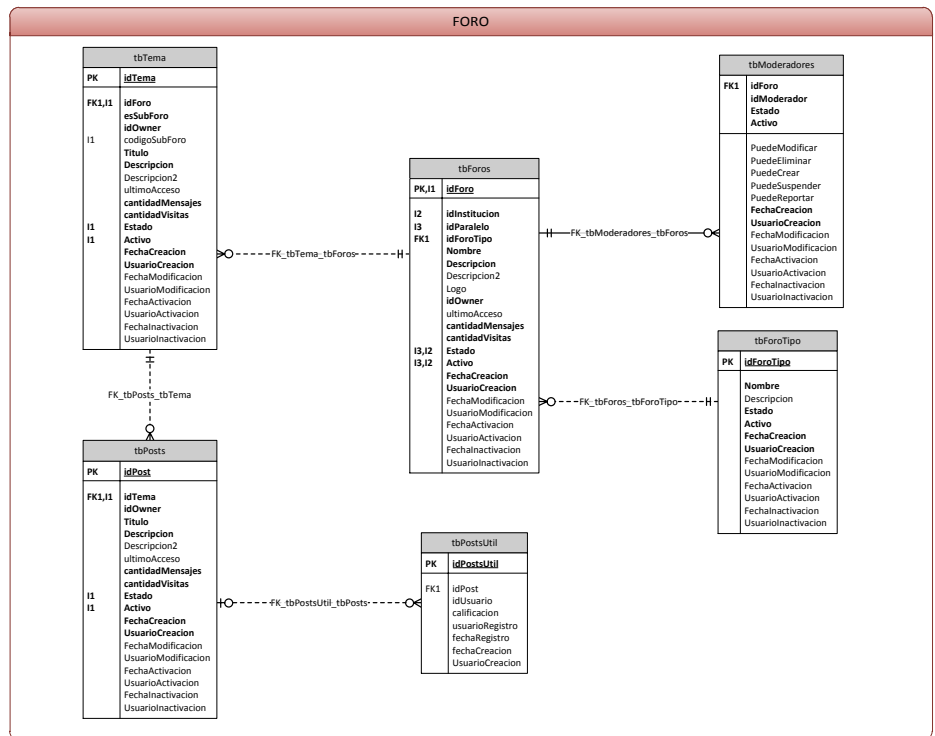 FORO
tbTema
PK idTema
FK1,I1 idForo
esSubForo
idOwner
I1 codigoSubForo
Titulo
Descripcion
Descripcion2
ultimoAcceso
cantidadMensajes
cantidadVisitas
I1 Estado
I1 Activo
FechaCreacion
UsuarioCreacion
FechaModificacion
UsuarioModificacion
FechaActivacion
UsuarioActivacion
FechaInactivacion
UsuarioInactivacion
FK_tbTema_tbForos
tbForos
PK,I1 idForo
I2 idInstitucion
I3 idParalelo
FK1 idForoTipo
Nombre
Descripcion
Descripcion2
Logo
idOwner
ultimoAcceso
cantidadMensajes
cantidadVisitas
I3,I2 Estado
I3,I2 Activo
FechaCreacion
UsuarioCreacion
FechaModificacion
UsuarioModificacion
FechaActivacion
UsuarioActivacion
FechaInactivacion
UsuarioInactivacion
FK_tbModeradores_tbForos
tbModeradores
FK1 idForo
idModerador
Estado
Activo
PuedeModificar
PuedeEliminar
PuedeCrear
PuedeSuspender
PuedeReportar
FechaCreacion
UsuarioCreacion
FechaModificacion
UsuarioModificacion
FechaActivacion
UsuarioActivacion
FechaInactivacion
UsuarioInactivacion
FK_tbForos_tbForoTipo
tbForoTipo
PK idForoTipo
Nombre
Descripcion
Estado
Activo
FechaCreacion
UsuarioCreacion
FechaModificacion
UsuarioModificacion
FechaActivacion
UsuarioActivacion
FechaInactivacion
UsuarioInactivacion
FK_tbPosts_tbTema
tbPosts
PK idPost
FK1,I1 idTema
idOwner
Titulo
Descripcion
Descripcion2
ultimoAcceso
cantidadMensajes
cantidadVisitas
I1 Estado
I1 Activo
FechaCreacion
UsuarioCreacion
FechaModificacion
UsuarioModificacion
FechaActivacion
UsuarioActivacion
FechaInactivacion
UsuarioInactivacion
FK_tbPostsUtil_tbPosts
tbPostsUtil
PK idPostsUtil
FK1 idPost
idUsuario
calificacion
usuarioRegistro
fechaRegistro
fechaCreacion
UsuarioCreacion